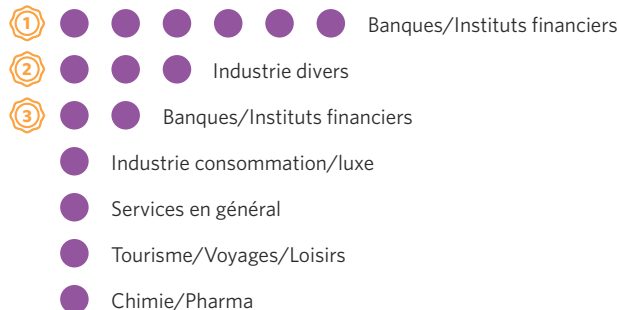 1 Banques/Instituts financiers
2 Industrie divers
3 Banques/Instituts financiers
Industrie consommation/luxe
Services en général
Tourisme/Voyages/Loisirs
Chimie/Pharma